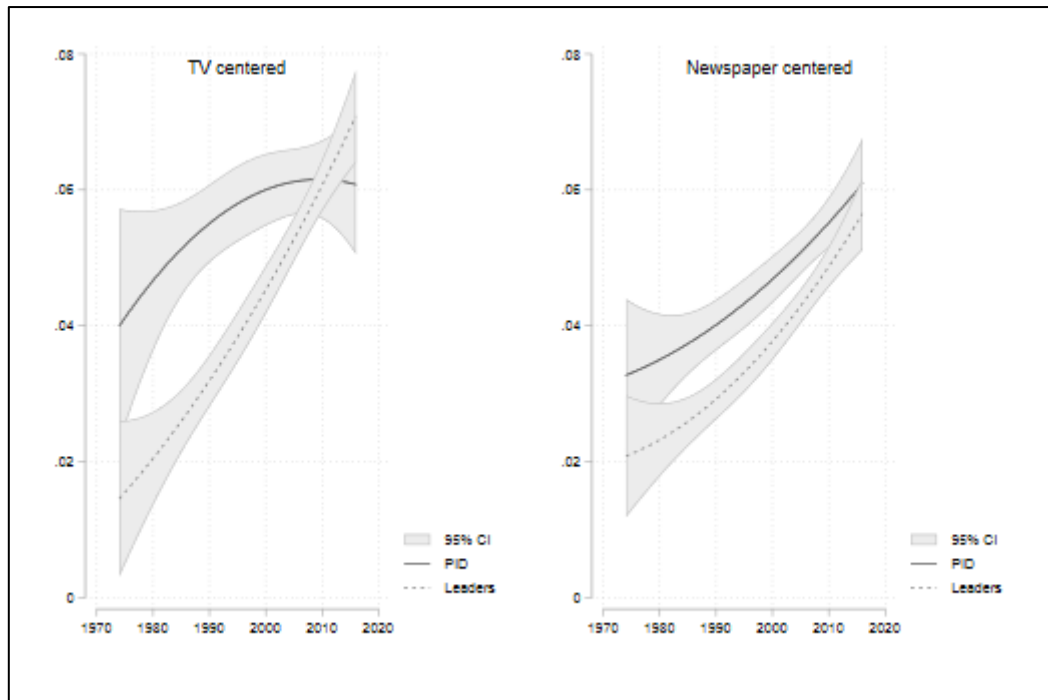 TV centered
.08
.06
.04
.02
0
1970 1980 1990 2000 2010 2020
95% CI
PID
Leaders
Newspaper centered
.08
.06
.04
.02
0
1970 1980 1990 2000 2010 2020
95% CI
PID
Leaders